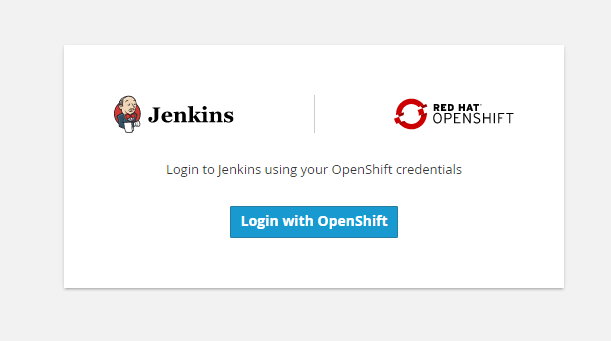 Jenkins
RED HAT®
OPENSHIFT
Login to Jenkins using your OpenShift credentials
Login with OpenShift